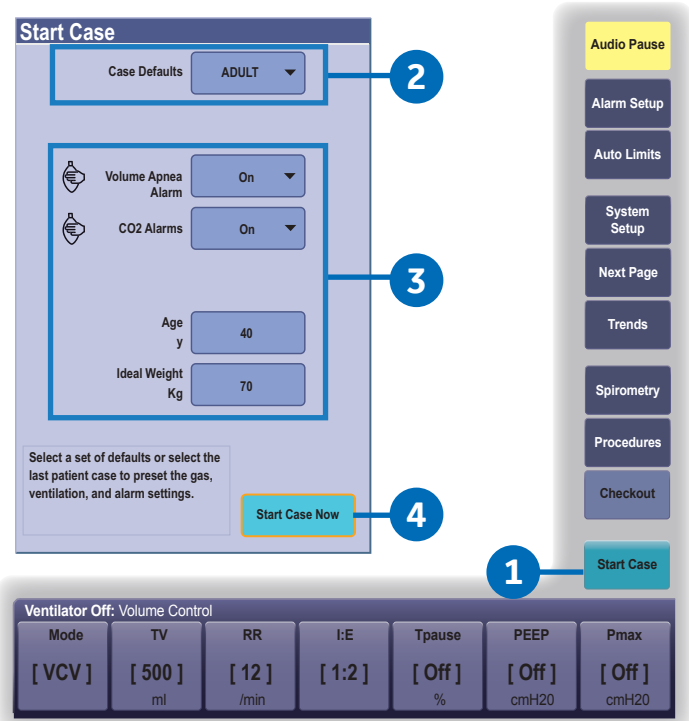 Start Case
Case Defaults
ADULT
2
Volume Apnea
Alarm
On
CO2 Alarms
On
3
Age
y
40
Ideal Weight
Kg
70
Select a set of defaults or select the
last patient case to preset the gas,
ventilation, and alarm settings.
Start Case Now
4
Audio Pause
Alarm Setup
Auto Limits
System
Setup
Next Page
Trends
Spirometry
Procedures
Checkout
1
Start Case
Ventilator Off: Volume Control
Mode
[ VCV ]
TV
[ 500 ]
ml
RR
[ 12 ]
/min
I:E
[ 1:2 ]
Tpause
[ Off ]
%
PEEP
[ Off ]
cmH20
Pmax
[ Off ]
cmH20